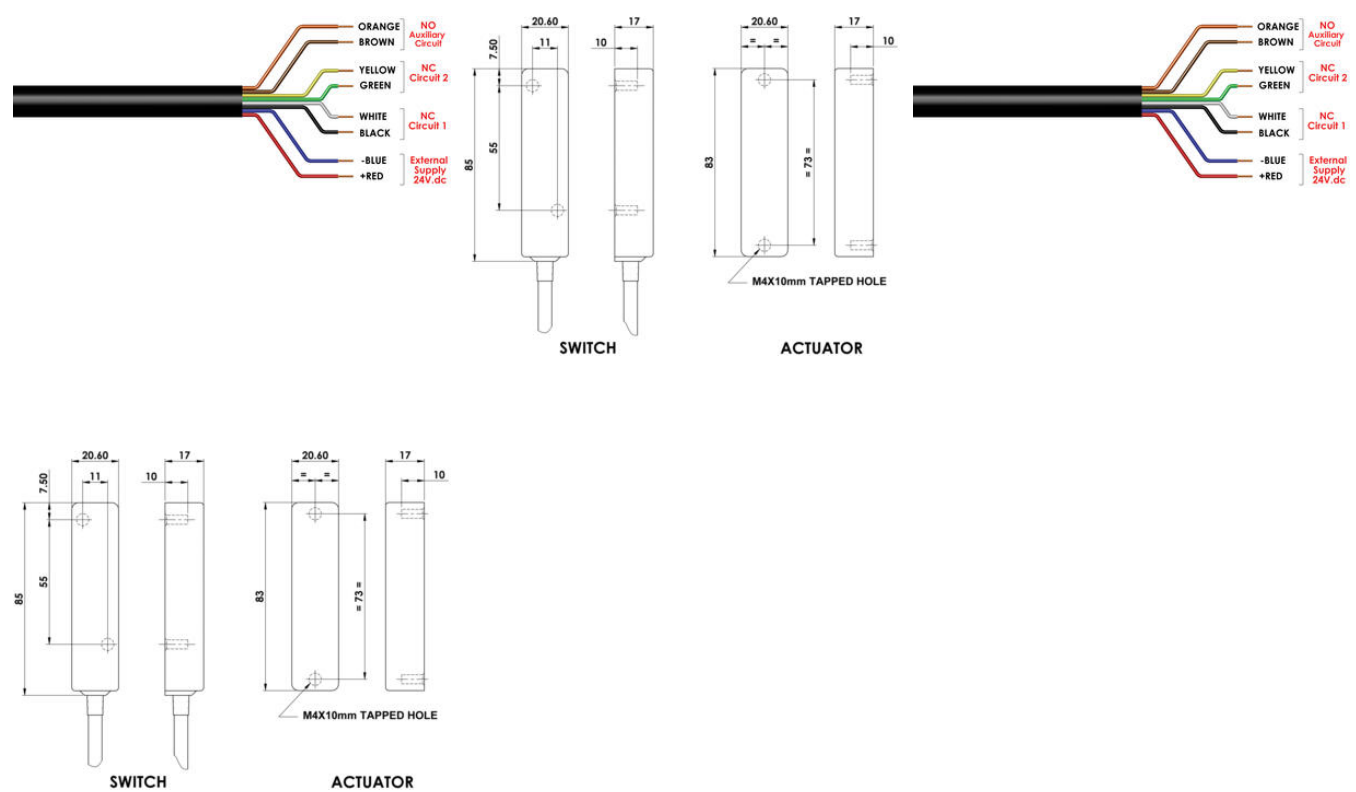 ORANGE
BROWN
NO
Auxiliary
Circuit
YELLOW
GREEN
NC
Circuit 2
WHITE
BLACK
NC
Circuit 1
-BLUE
+RED
External
Supply
24V.dc
20.60
17
11
10
7.50
55
85
SWITCH
20.60
17
= =
10
83
= 73 =
M4X10mm TAPPED HOLE
ACTUATOR
ORANGE
BROWN
NO
Auxiliary
Circuit
YELLOW
GREEN
NC
Circuit 2
WHITE
BLACK
NC
Circuit 1
-BLUE
+RED
External
Supply
24V.dc
20.60
17
11
10
7.50
55
85
SWITCH
20.60
17
= =
10
83
= 73 =
M4X10mm TAPPED HOLE
ACTUATOR